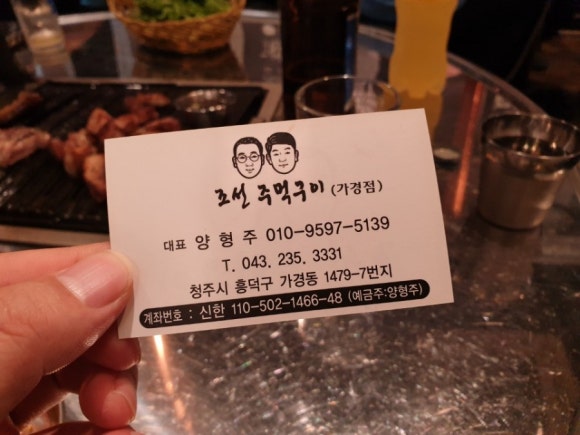 조선 주먹구이 (가경점)
대표 양 형 주 010-9597-5139
T. 043. 235. 3331
청주시 흥덕구 가경동 1479-7번지
계좌번호 : 신한 110-502-1466-48 (예금주:양형주)